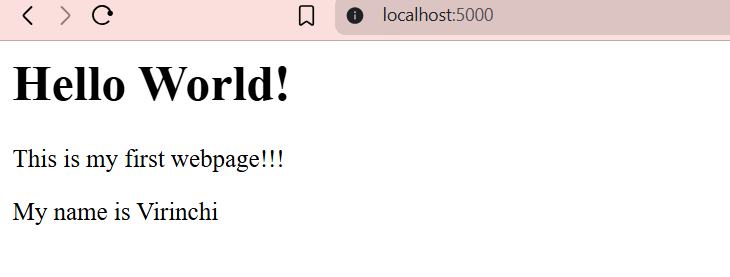 localhost:5000
Hello World!
This is my first webpage!!!
My name is Virinchi